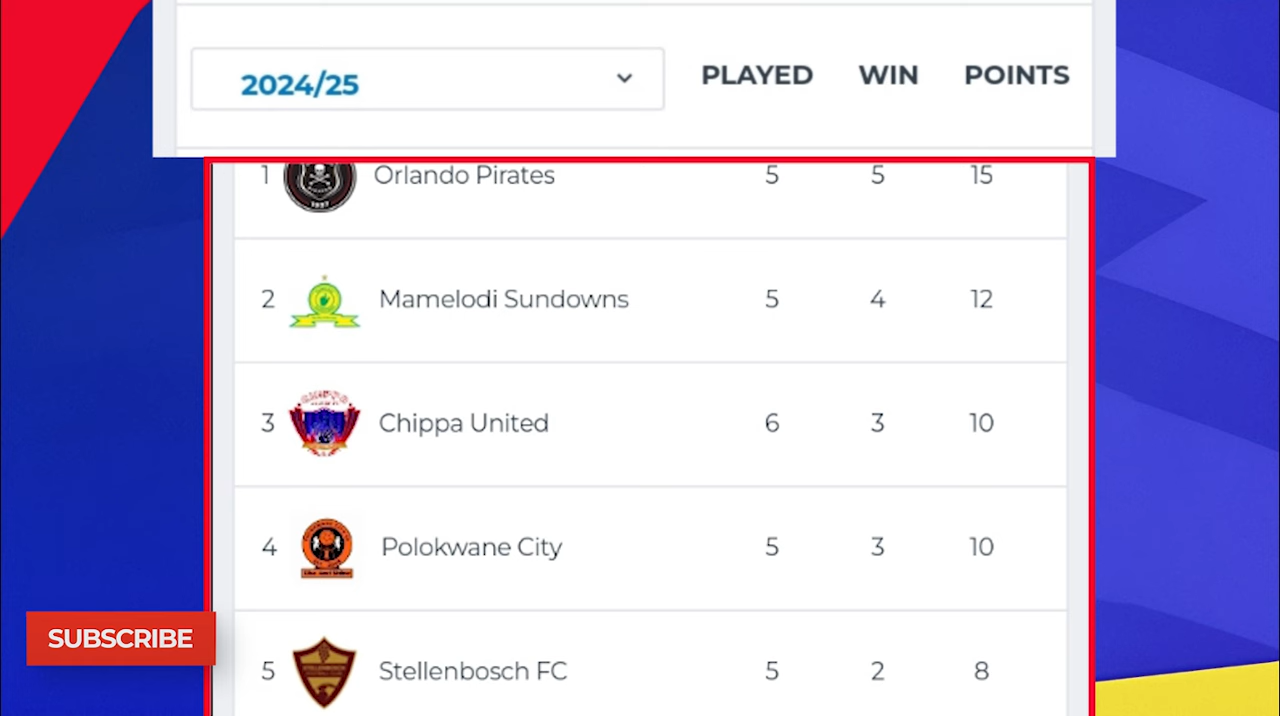 2024/25 PLAYED WIN POINTS
1 Orlando Pirates 5 5 15
1937
2 Mamelodi Sundowns 5 4 12
3 Chippa United 6 3 10
4 Polokwane City 5 3 10
SUBSCRIBE
5 Stellenbosch FC 5 2 8